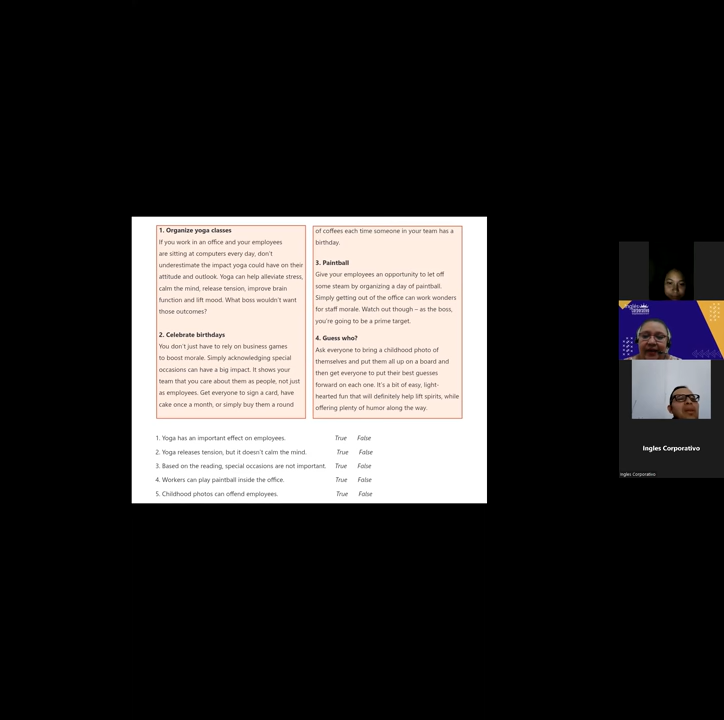 1. Organize yoga classes
If you work in an office and your employees
are sitting at computers every day, don't
underestimate the impact yoga could have on their
attitude and outlook. Yoga can help alleviate stress,
calm the mind, release tension, improve brain
function and lift mood. What boss wouldn't want
those outcomes?
2. Celebrate birthdays
You don't just have to rely on business games
to boost morale. Simply acknowledging special
occasions can have a big impact. It shows your
team that you care about them as people, not just
as employees. Get everyone to sign a card, have
cake once a month, or simply buy them a round
of coffees each time someone in your team has a
birthday.
3. Paintball
Give your employees an opportunity to let off
some steam by organizing a day of paintball.
Simply getting out of the office can work wonders
for staff morale. Watch out though – as the boss,
you're going to be a prime target.
4. Guess who?
Ask everyone to bring a childhood photo of
themselves and put them all up on a board and
then get everyone to put their best guesses
forward on each one. It's a bit of easy, light-
hearted fun that will definitely help lift spirits, while
offering plenty of humor along the way.
1. Yoga has an important effect on employees. True False
2. Yoga releases tension, but it doesn't calm the mind. True False
3. Based on the reading, special occasions are not important. True False
4. Workers can play paintball inside the office. True False
5. Childhood photos can offend employees. True False
Ingles
Corporativo
Ingles Corporativo
Ingles Corporativo